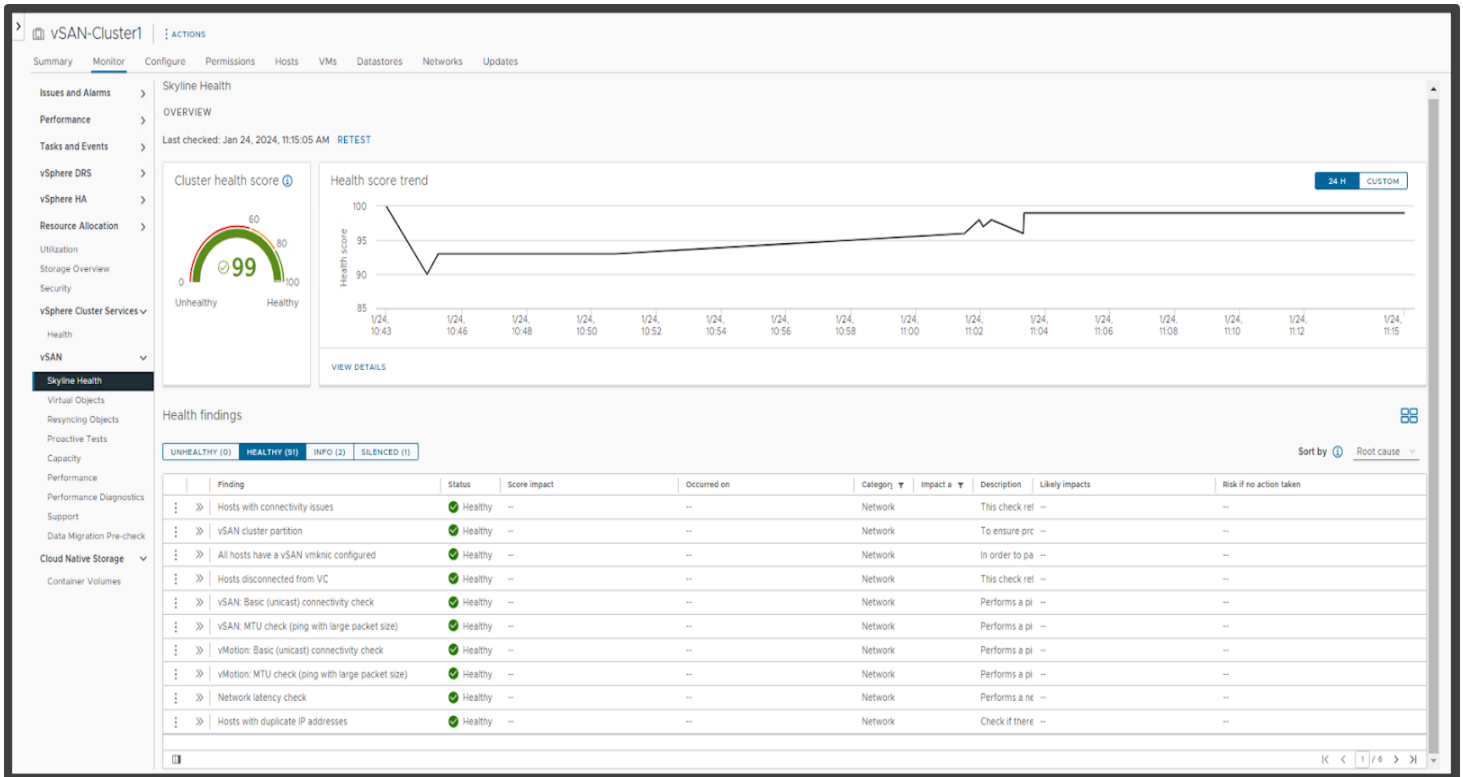 vSAN-Cluster1 ACTIONS
Summary Monitor Configure Permissions Hosts VMs Datastores Networks Updates
Issues and Alarms
Performance
Tasks and Events
vSphere DRS
vSphere HA
Resource Allocation
Utilization
Storage Overview
Security
vSphere Cluster Services
Health
vSAN
Skyline Health
Virtual Objects
Resyncing Objects
Proactive Tests
Capacity
Performance
Performance Diagnostics
Support
Data Migration Pre-check
Cloud Native Storage
Container Volumes
Skyline Health
OVERVIEW
Last checked: Jan 24, 2024, 11:15:05 AM RETEST
Cluster health score
60
80
99
0 100
Unhealthy Healthy
Health score trend
24 H CUSTOM
Health score
100
95
90
85
1/24, 1/24, 1/24, 1/24, 1/24, 1/24, 1/24, 1/24, 1/24, 1/24, 1/24, 1/24, 1/24, 1/24, 1/24, 1/24,
10:43 10:46 10:48 10:50 10:52 10:54 10:56 10:58 11:00 11:02 11:04 11:06 11:08 11:10 11:12 11:15
VIEW DETAILS
Health findings
UNHEALTHY (0) HEALTHY (51) INFO (2) SILENCED (1)
Sort by Root cause
Finding Status Score impact Occurred on Category Impact a Description Likely impacts Risk if no action taken
Hosts with connectivity issues Healthy -- -- Network This check ref -- --
vSAN cluster partition Healthy -- -- Network To ensure prc -- --
All hosts have a vSAN vmknic configured Healthy -- -- Network In order to pa -- --
Hosts disconnected from VC Healthy -- -- Network This check ref -- --
vSAN: Basic (unicast) connectivity check Healthy -- -- Network Performs a pi -- --
vSAN: MTU check (ping with large packet size) Healthy -- -- Network Performs a pi -- --
vMotion: Basic (unicast) connectivity check Healthy -- -- Network Performs a pi -- --
vMotion: MTU check (ping with large packet size) Healthy -- -- Network Performs a pi -- --
Network latency check Healthy -- -- Network Performs a ne -- --
Hosts with duplicate IP addresses Healthy -- -- Network Check if there -- --
1 / 6